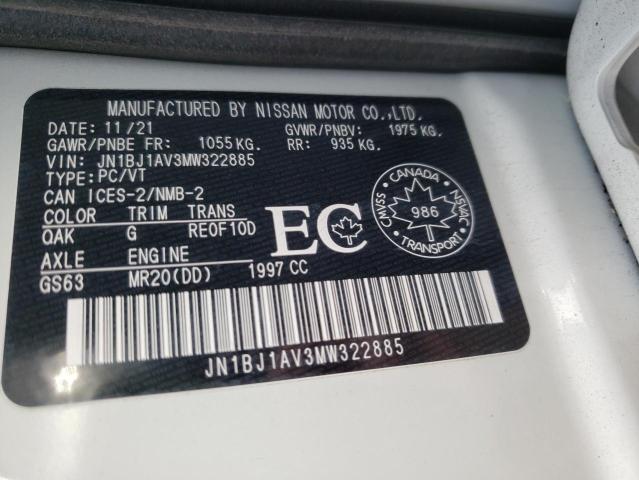 MANUFACTURED BY NISSAN MOTOR CO.,LTD.
DATE: 11/21 GVWR/PNBV: 1975 KG.
GAWR/PNBE FR: 1055 KG. RR: 935 KG.
VIN: JN1BJ1AV3MW322885
TYPE: PC/VT
CAN ICES-2/NMB-2
COLOR TRIM TRANS
QAK G RE0F10D
AXLE ENGINE
GS63 MR20(DD) 1997 CC
EC
CANADA
CMVSS
986
NSVAC
TRANSPORT
JN1BJ1AV3MW322885